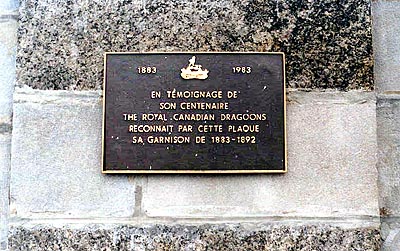 1883 1983
EN TÉMOIGNAGE DE
SON CENTENAIRE
THE ROYAL CANADIAN DRAGOONS
RECONNAIT PAR CETTE PLAQUE
SA GARNISON DE 1883-1892